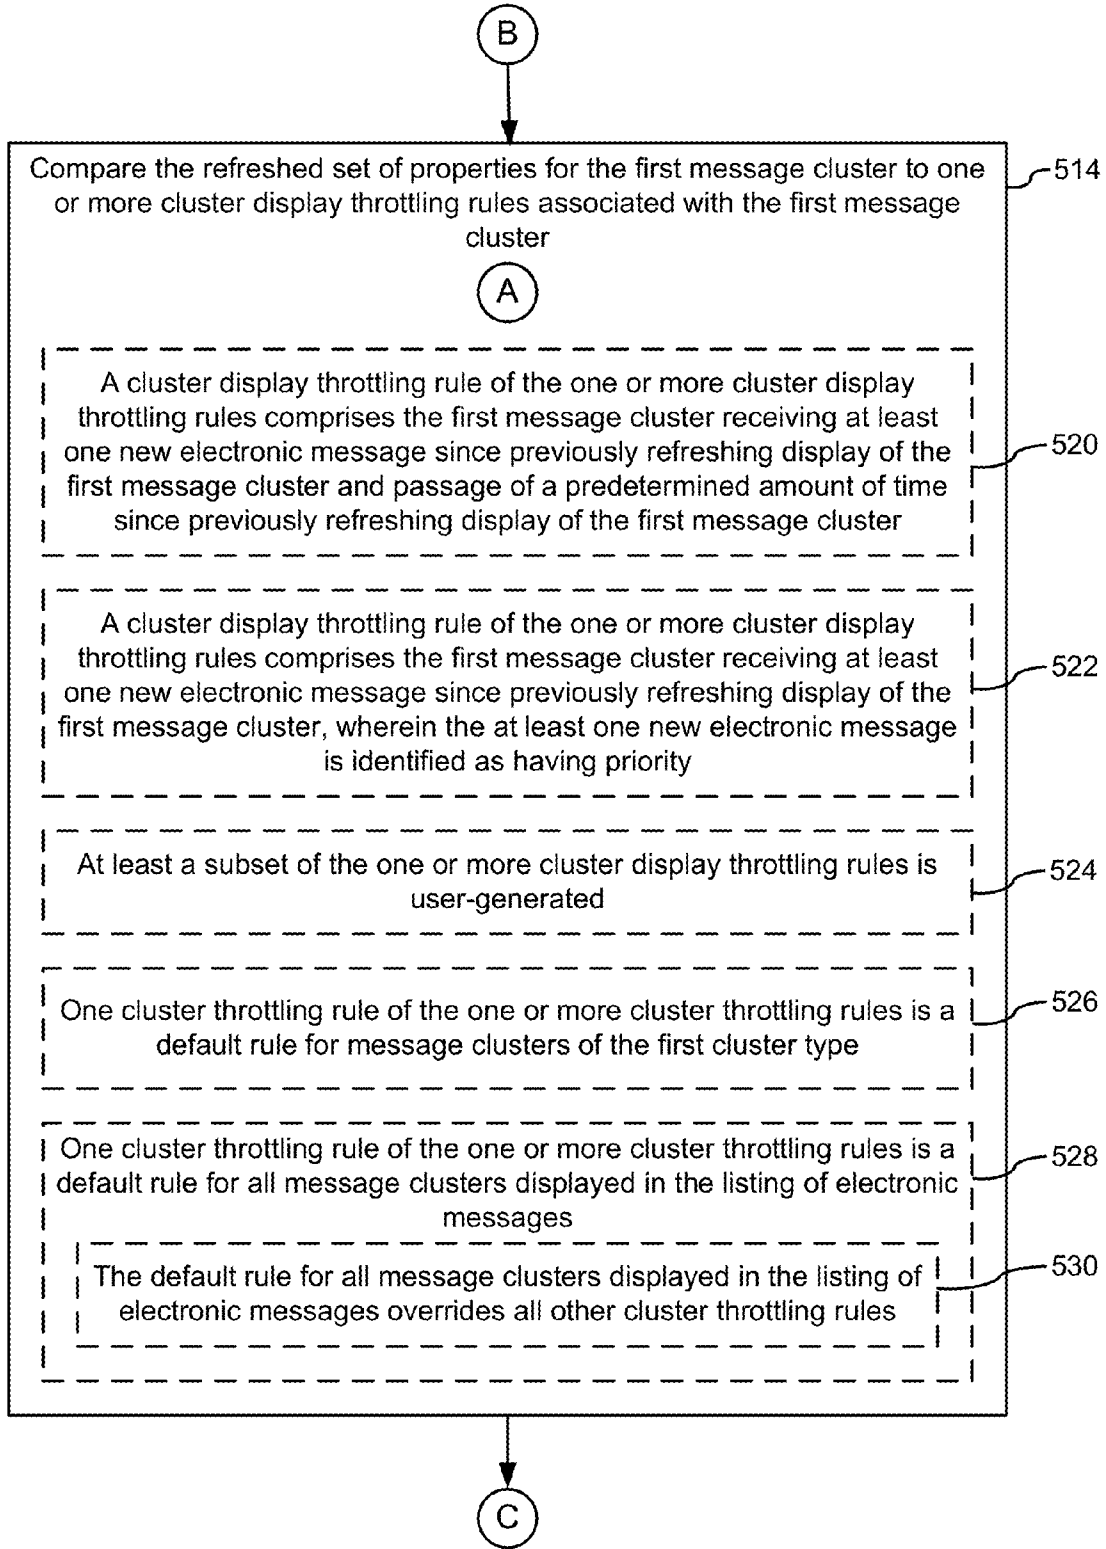 B
Compare the refreshed set of properties for the first message cluster to one
or more cluster display throttling rules associated with the first message
cluster
514
A
A cluster display throttling rule of the one or more cluster display
throttling rules comprises the first message cluster receiving at least
one new electronic message since previously refreshing display of the
first message cluster and passage of a predetermined amount of time
since previously refreshing display of the first message cluster
520
A cluster display throttling rule of the one or more cluster display
throttling rules comprises the first message cluster receiving at least
one new electronic message since previously refreshing display of the
first message cluster, wherein the at least one new electronic message
is identified as having priority
522
At least a subset of the one or more cluster display throttling rules is
user-generated
524
One cluster throttling rule of the one or more cluster throttling rules is a
default rule for message clusters of the first cluster type
526
One cluster throttling rule of the one or more cluster throttling rules is a
default rule for all message clusters displayed in the listing of electronic
messages
528
The default rule for all message clusters displayed in the listing of
electronic messages overrides all other cluster throttling rules
530
C